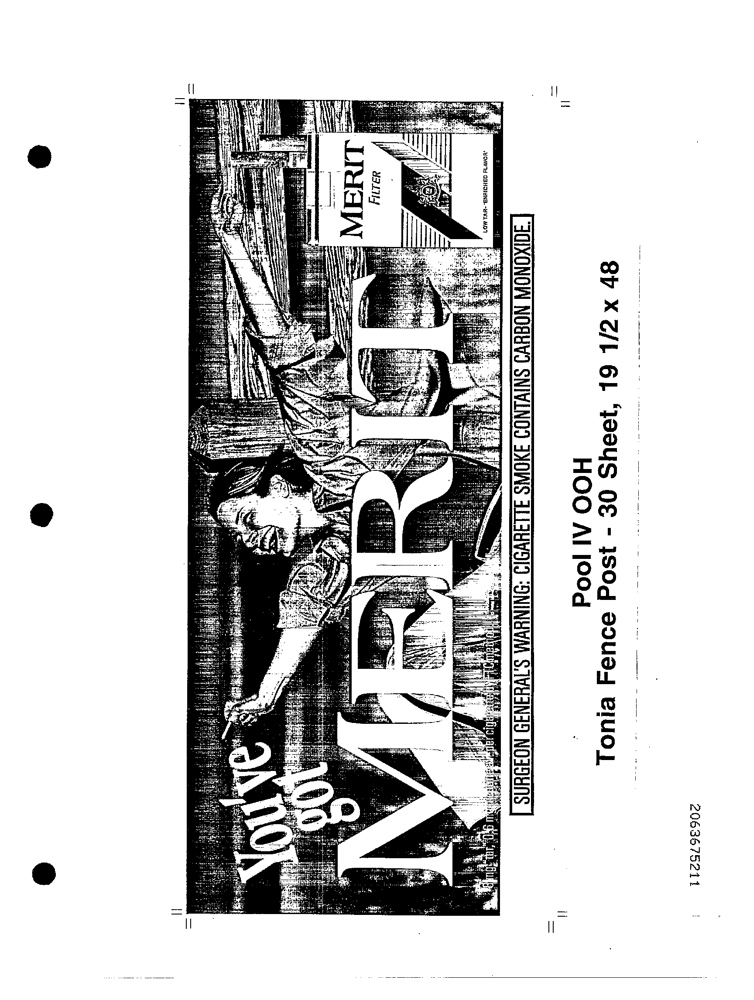 You've
got
MERIT
MERIT
FILTER
LOW TAR-'ENRICHED FLAVOR'
SURGEON GENERAL'S WARNING: CIGARETTE SMOKE CONTAINS CARBON MONOXIDE.
Pool IV OOH
Tonia Fence Post - 30 Sheet, 19 1/2 x 48
2063675211